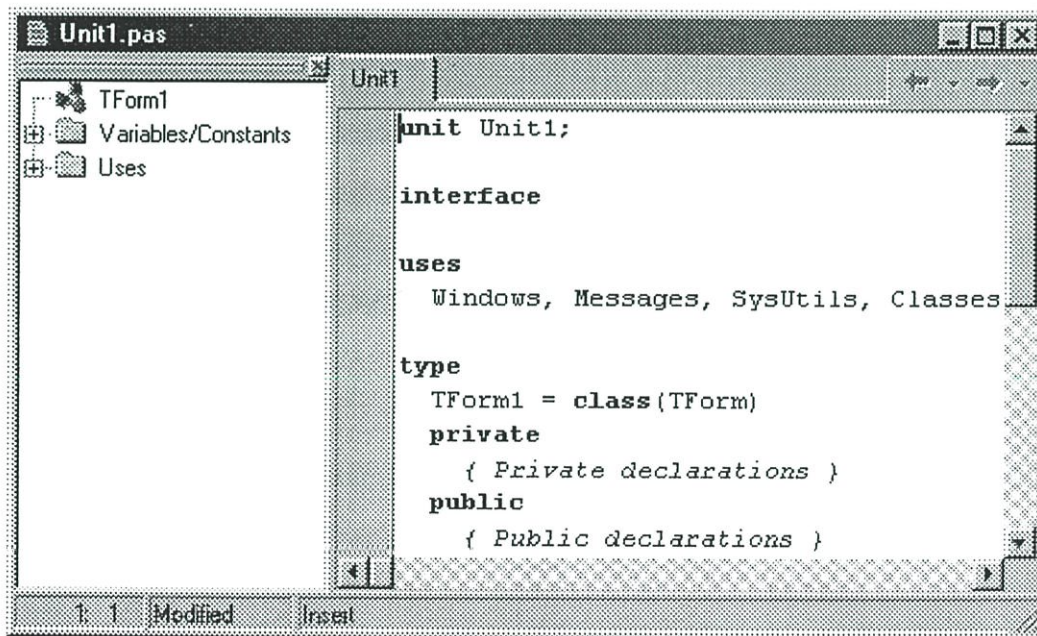 Unit1.pas
TForm1
Variables/Constants
Uses
Unit1
unit Unit1;
interface
uses
Windows, Messages, SysUtils, Classes
type
TForm1 = class(TForm)
private
{ Private declarations }
public
{ Public declarations }
1: 1 Modified Insert